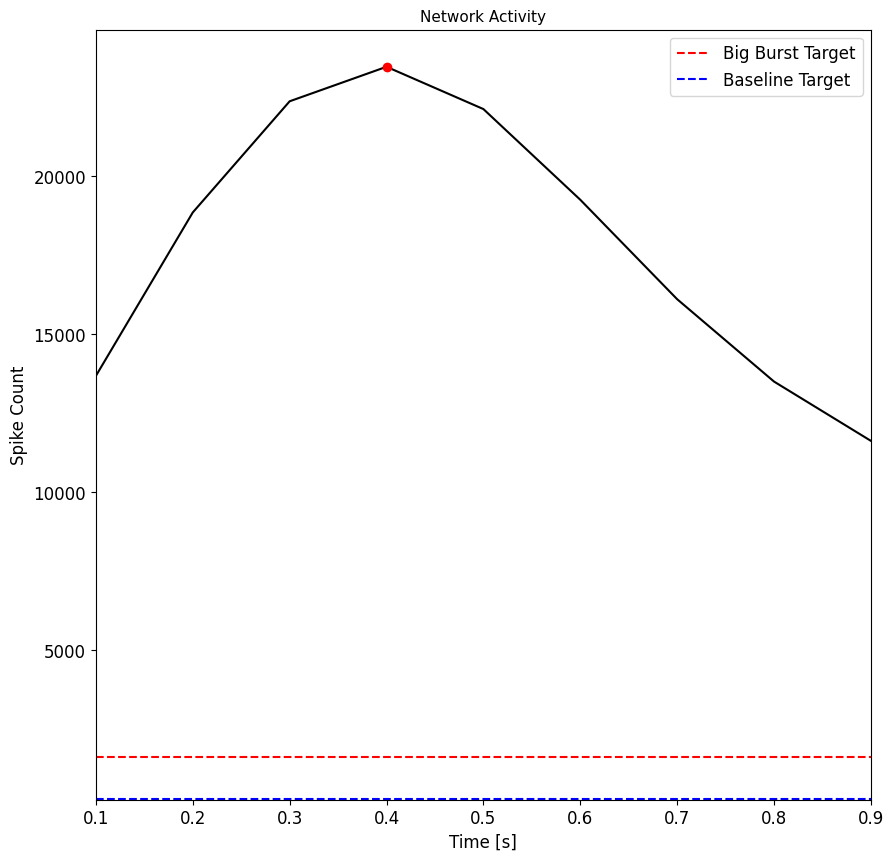 Network Activity
Big Burst Target
Baseline Target
Spike Count
20000
15000
10000
5000
0.1 0.2 0.3 0.4 0.5 0.6 0.7 0.8 0.9
Time [s]